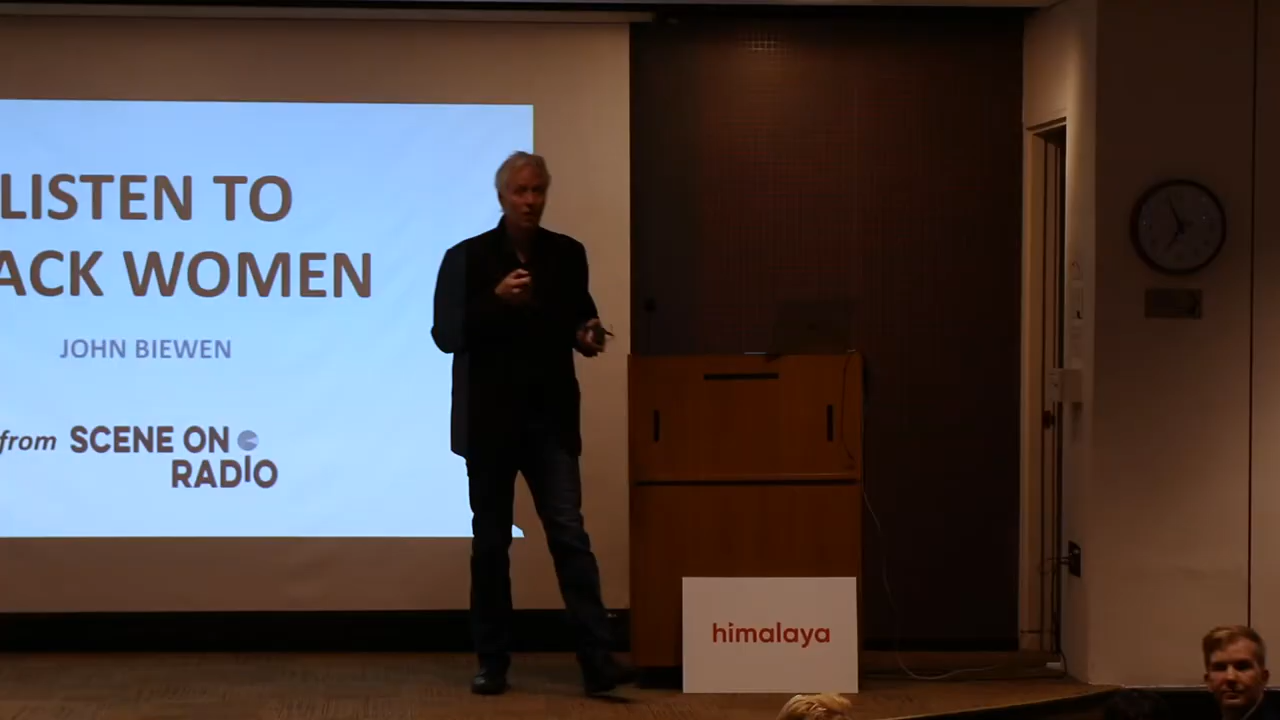 LISTEN TO
ACK WOMEN
JOHN BIEWEN
from SCENE ON
RADIO
himalaya